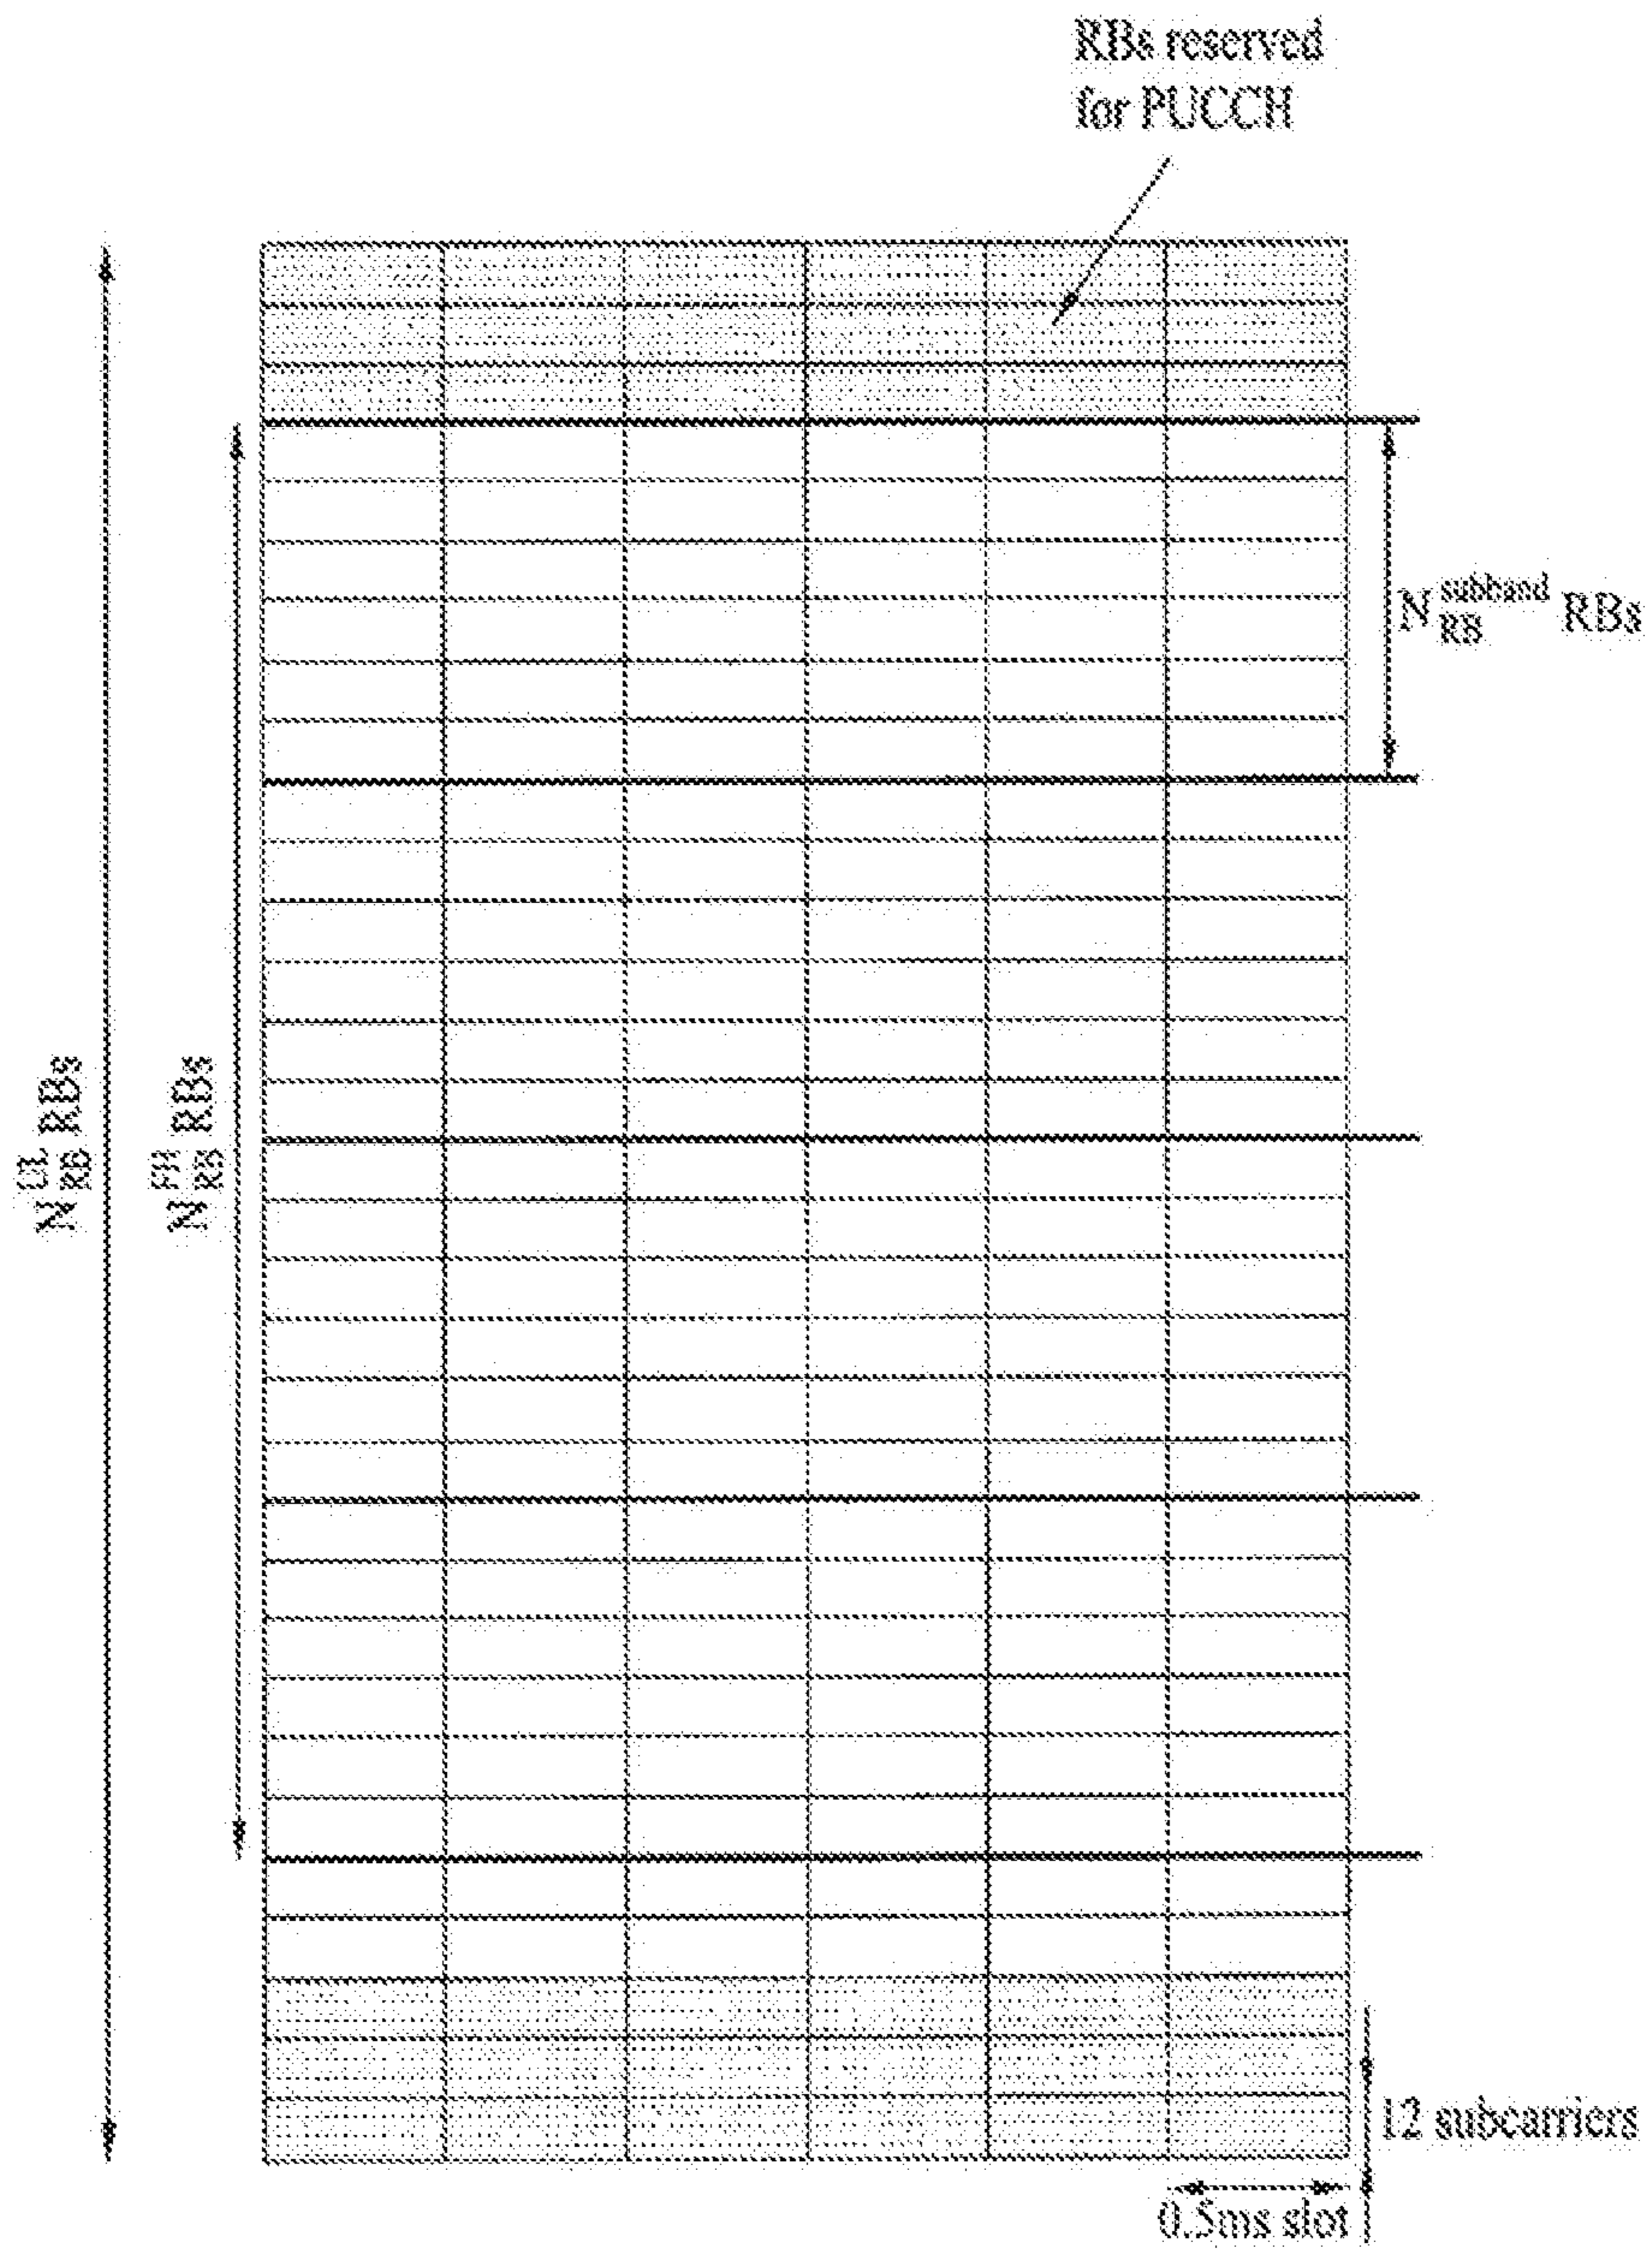 RBs reserved
for PUCCH
N subband RB RBs
N UL RB RBs
N FH RB RBs
12 subcarriers
0.5ms slot